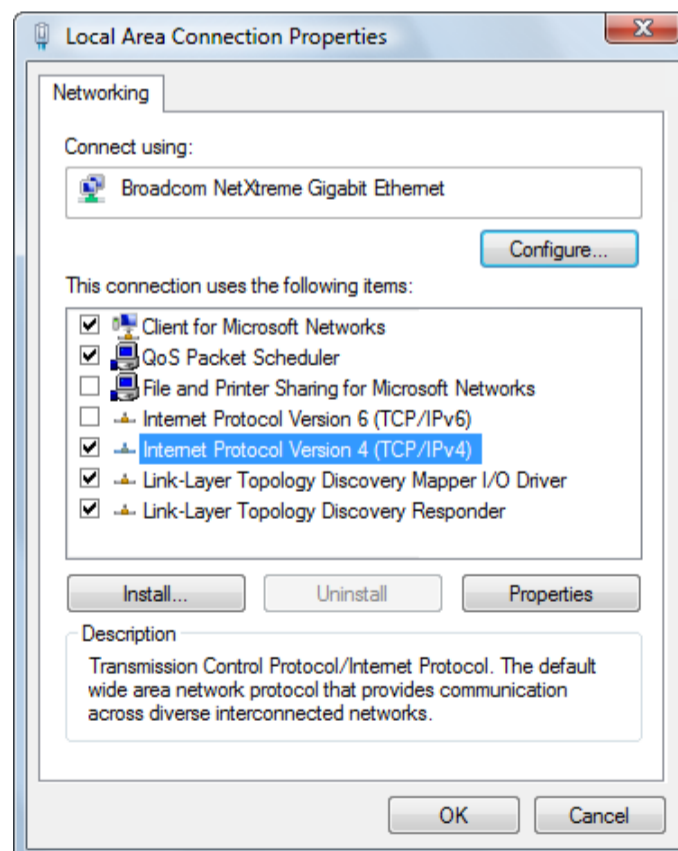 Local Area Connection Properties
Networking
Connect using:
Broadcom NetXtreme Gigabit Ethernet
Configure...
This connection uses the following items:
Client for Microsoft Networks
QoS Packet Scheduler
File and Printer Sharing for Microsoft Networks
Internet Protocol Version 6 (TCP/IPv6)
Internet Protocol Version 4 (TCP/IPv4)
Link-Layer Topology Discovery Mapper I/O Driver
Link-Layer Topology Discovery Responder
Install... Uninstall Properties
Description
Transmission Control Protocol/Internet Protocol. The default
wide area network protocol that provides communication
across diverse interconnected networks.
OK Cancel